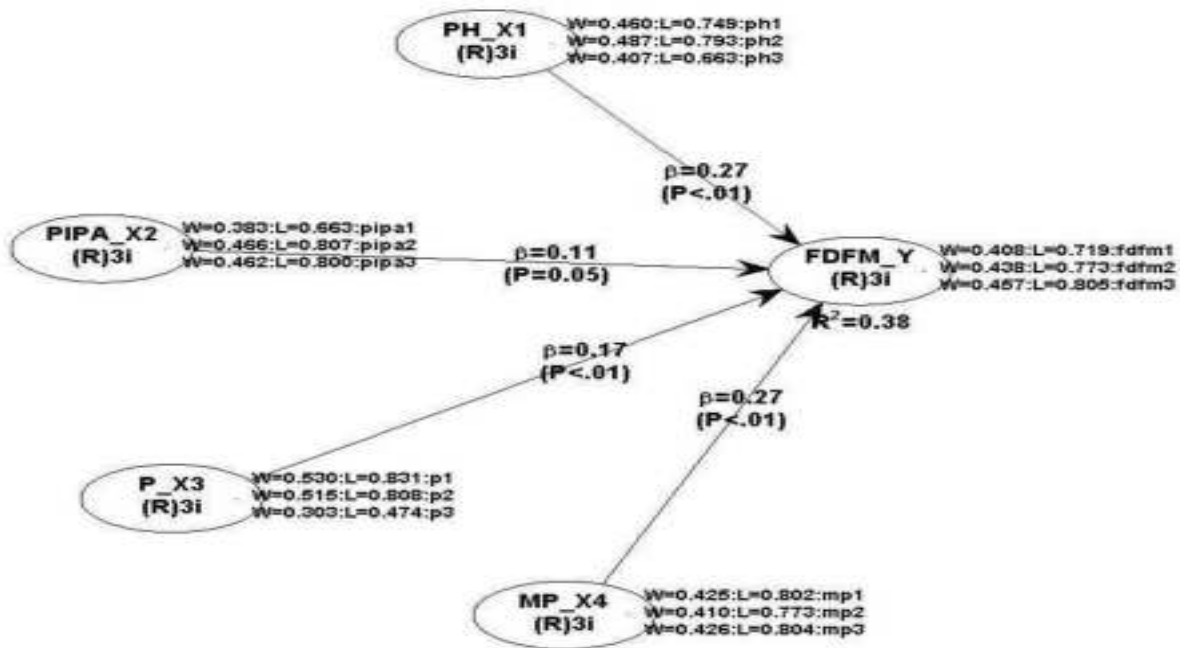 PH_X1
(R)3i
W=0.460:L=0.749:ph1
W=0.487:L=0.793:ph2
W=0.407:L=0.663:ph3
β=0.27
(P<.01)
PIPA_X2
(R)3i
W=0.383:L=0.663:pipa1
W=0.466:L=0.807:pipa2
W=0.462:L=0.800:pipa3
β=0.11
(P=0.05)
FDFM_Y
(R)3i
W=0.408:L=0.719:fdfm1
W=0.438:L=0.773:fdfm2
W=0.457:L=0.805:fdfm3
R²=0.38
β=0.17
(P<.01)
β=0.27
(P<.01)
P_X3
(R)3i
W=0.530:L=0.831:p1
W=0.515:L=0.808:p2
W=0.303:L=0.474:p3
MP_X4
(R)3i
W=0.425:L=0.802:mp1
W=0.410:L=0.773:mp2
W=0.426:L=0.804:mp3